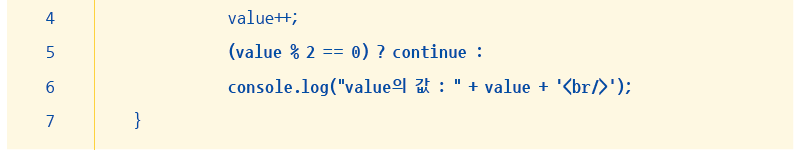 4 value++;
5 (value % 2 == 0) ? continue :
6 console.log("value의 값 : " + value + '<br/>');
7 }